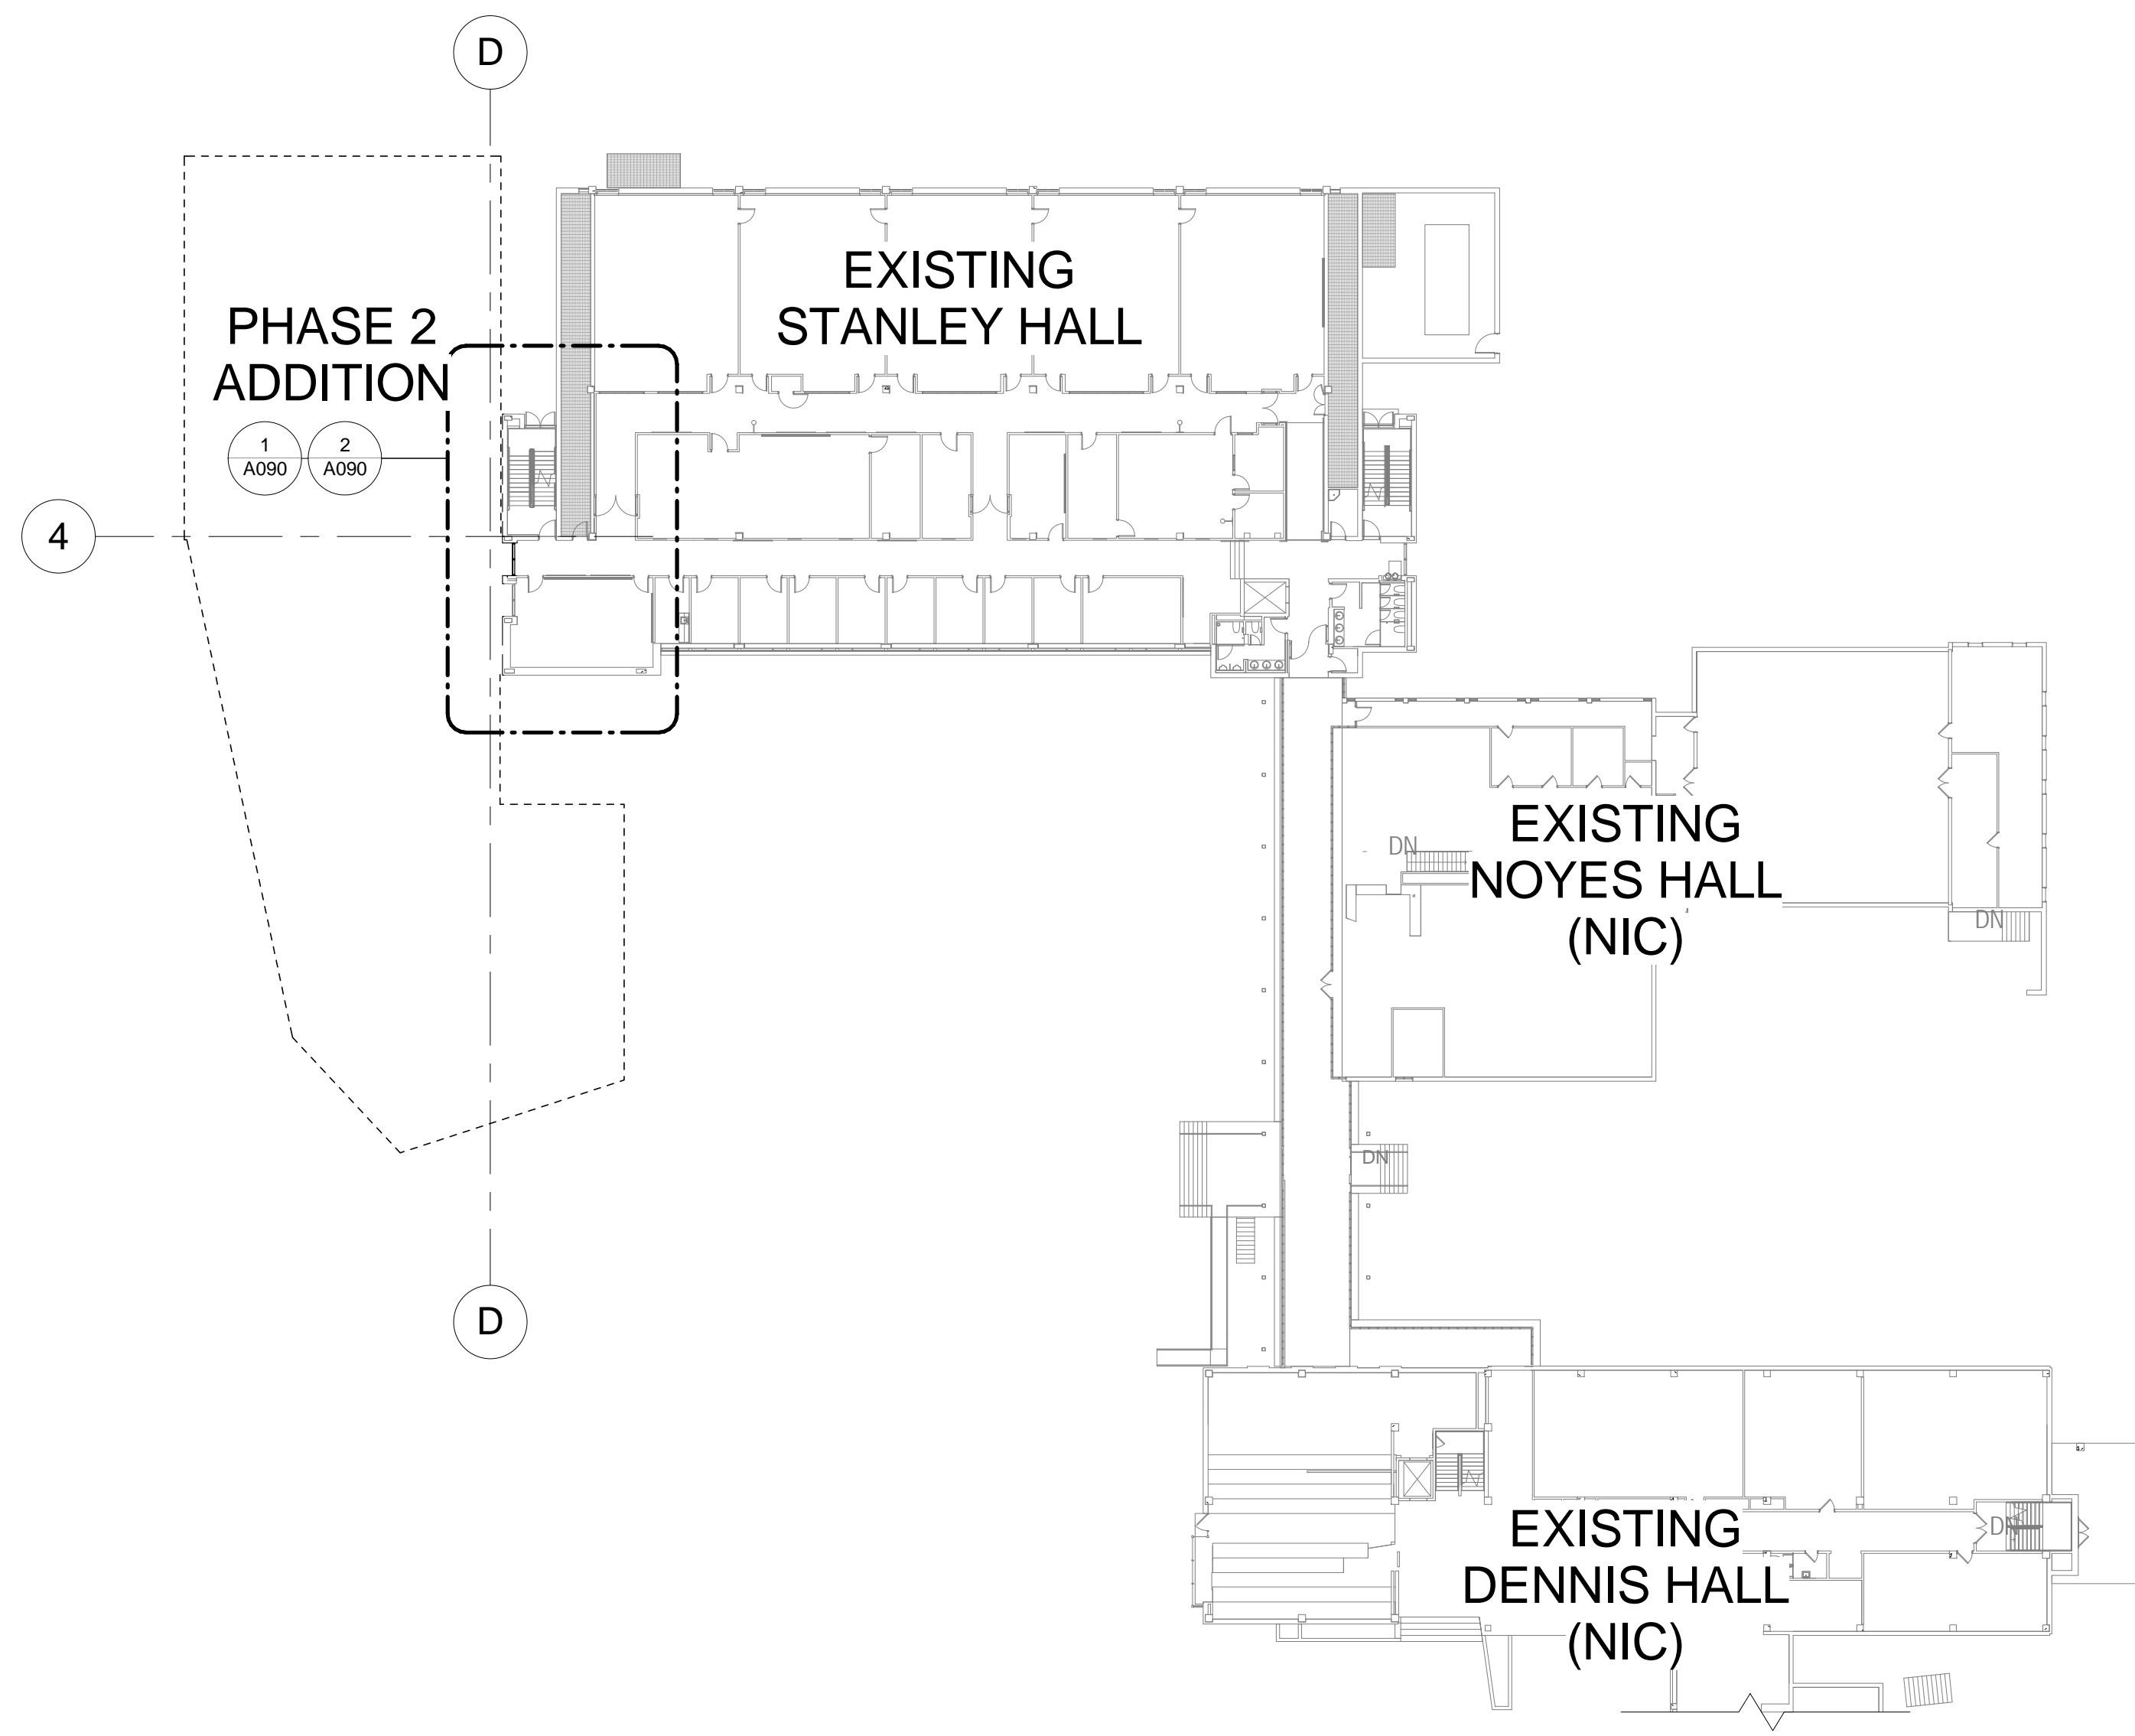 D
EXISTING
STANLEY HALL
PHASE 2
ADDITION
1
A090
2
A090
4
EXISTING
NOYES HALL
(NIC)
DN
DN
DN
D
EXISTING
DENNIS HALL
(NIC)
DN